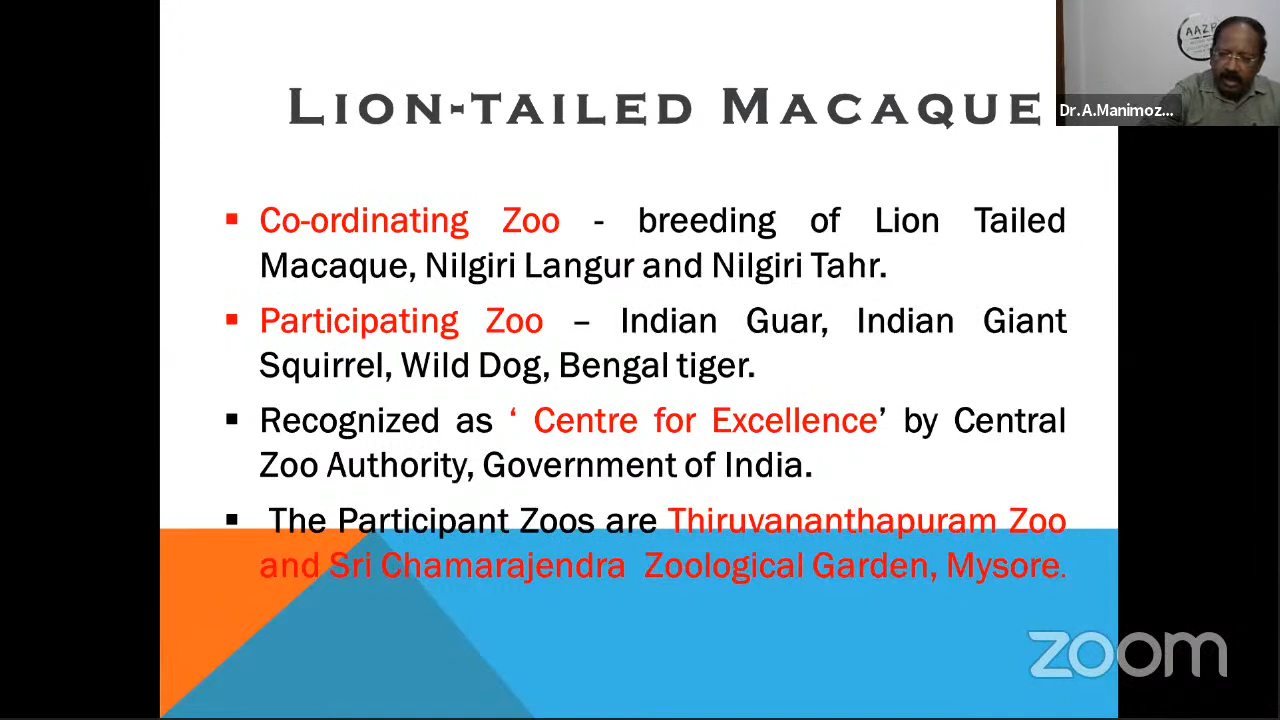 LION-TAILED MACAQUE
AAZP
Dr.A.Manimoz...
▪ Co-ordinating Zoo - breeding of Lion Tailed
Macaque, Nilgiri Langur and Nilgiri Tahr.
▪ Participating Zoo – Indian Guar, Indian Giant
Squirrel, Wild Dog, Bengal tiger.
▪ Recognized as ‘ Centre for Excellence’ by Central
Zoo Authority, Government of India.
▪ The Participant Zoos are Thiruvananthapuram Zoo
and Sri Chamarajendra Zoological Garden, Mysore.
zoom